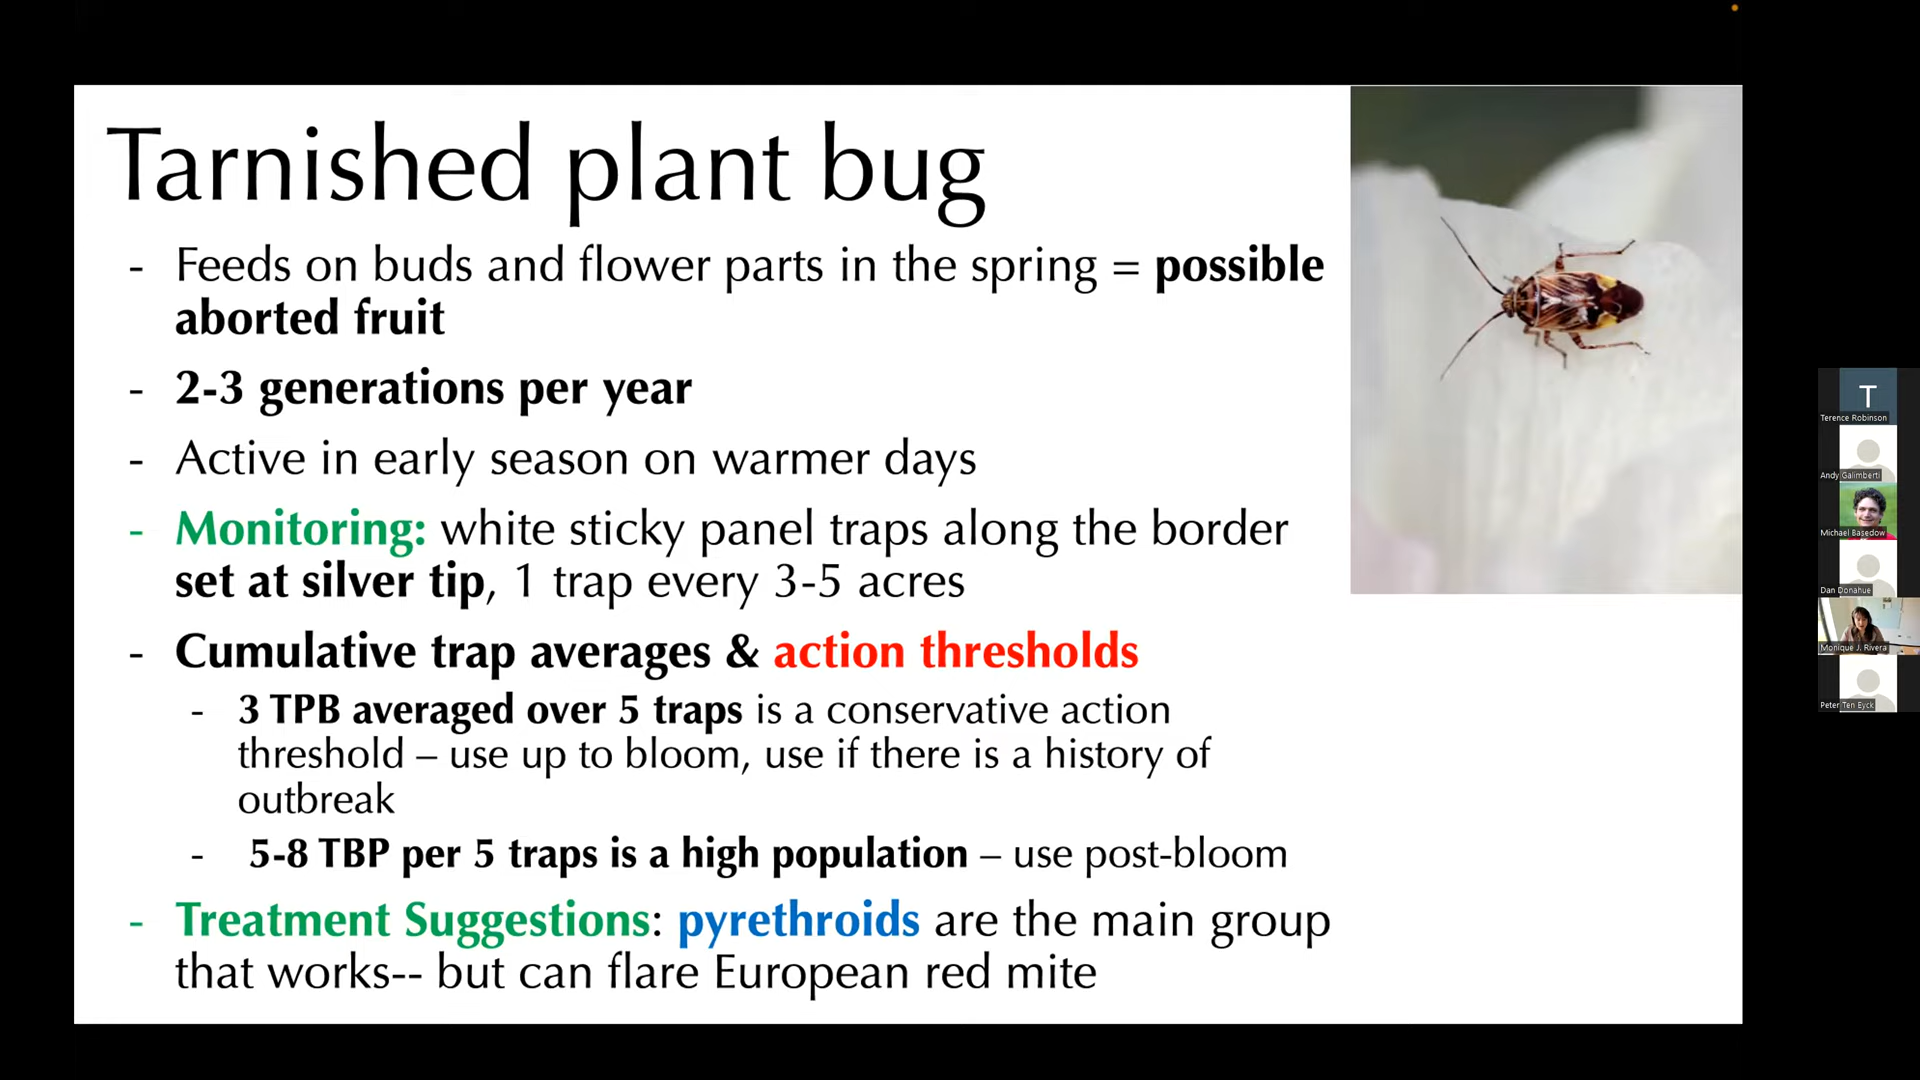 Tarnished plant bug
- Feeds on buds and flower parts in the spring = possible
aborted fruit
- 2-3 generations per year
- Active in early season on warmer days
- Monitoring: white sticky panel traps along the border
set at silver tip, 1 trap every 3-5 acres
- Cumulative trap averages & action thresholds
- 3 TPB averaged over 5 traps is a conservative action
threshold – use up to bloom, use if there is a history of
outbreak
- 5-8 TBP per 5 traps is a high population – use post-bloom
- Treatment Suggestions: pyrethroids are the main group
that works-- but can flare European red mite
T
Terence Robinson
Andy Galimberti
Michael Basedow
Dan Donahue
Monique J. Rivera
Peter Ten Eyck